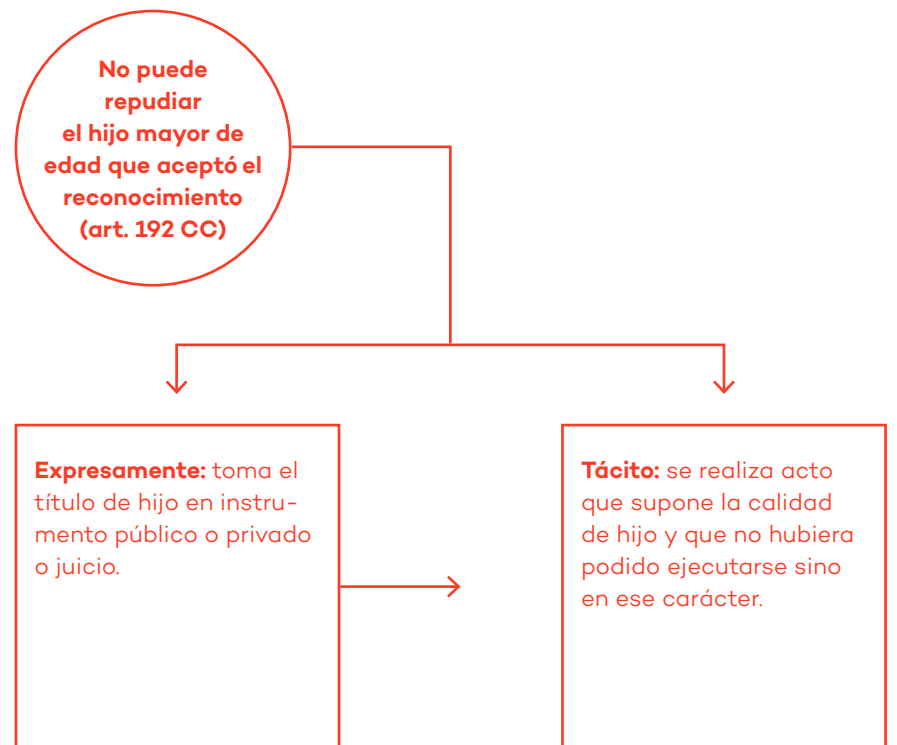 No puede
repudiar
el hijo mayor de
edad que aceptó el
reconocimiento
(art. 192 CC)
Expresamente: toma el
título de hijo en instru-
mento público o privado
o juicio.
Tácito: se realiza acto
que supone la calidad
de hijo y que no hubiera
podido ejecutarse sino
en ese carácter.